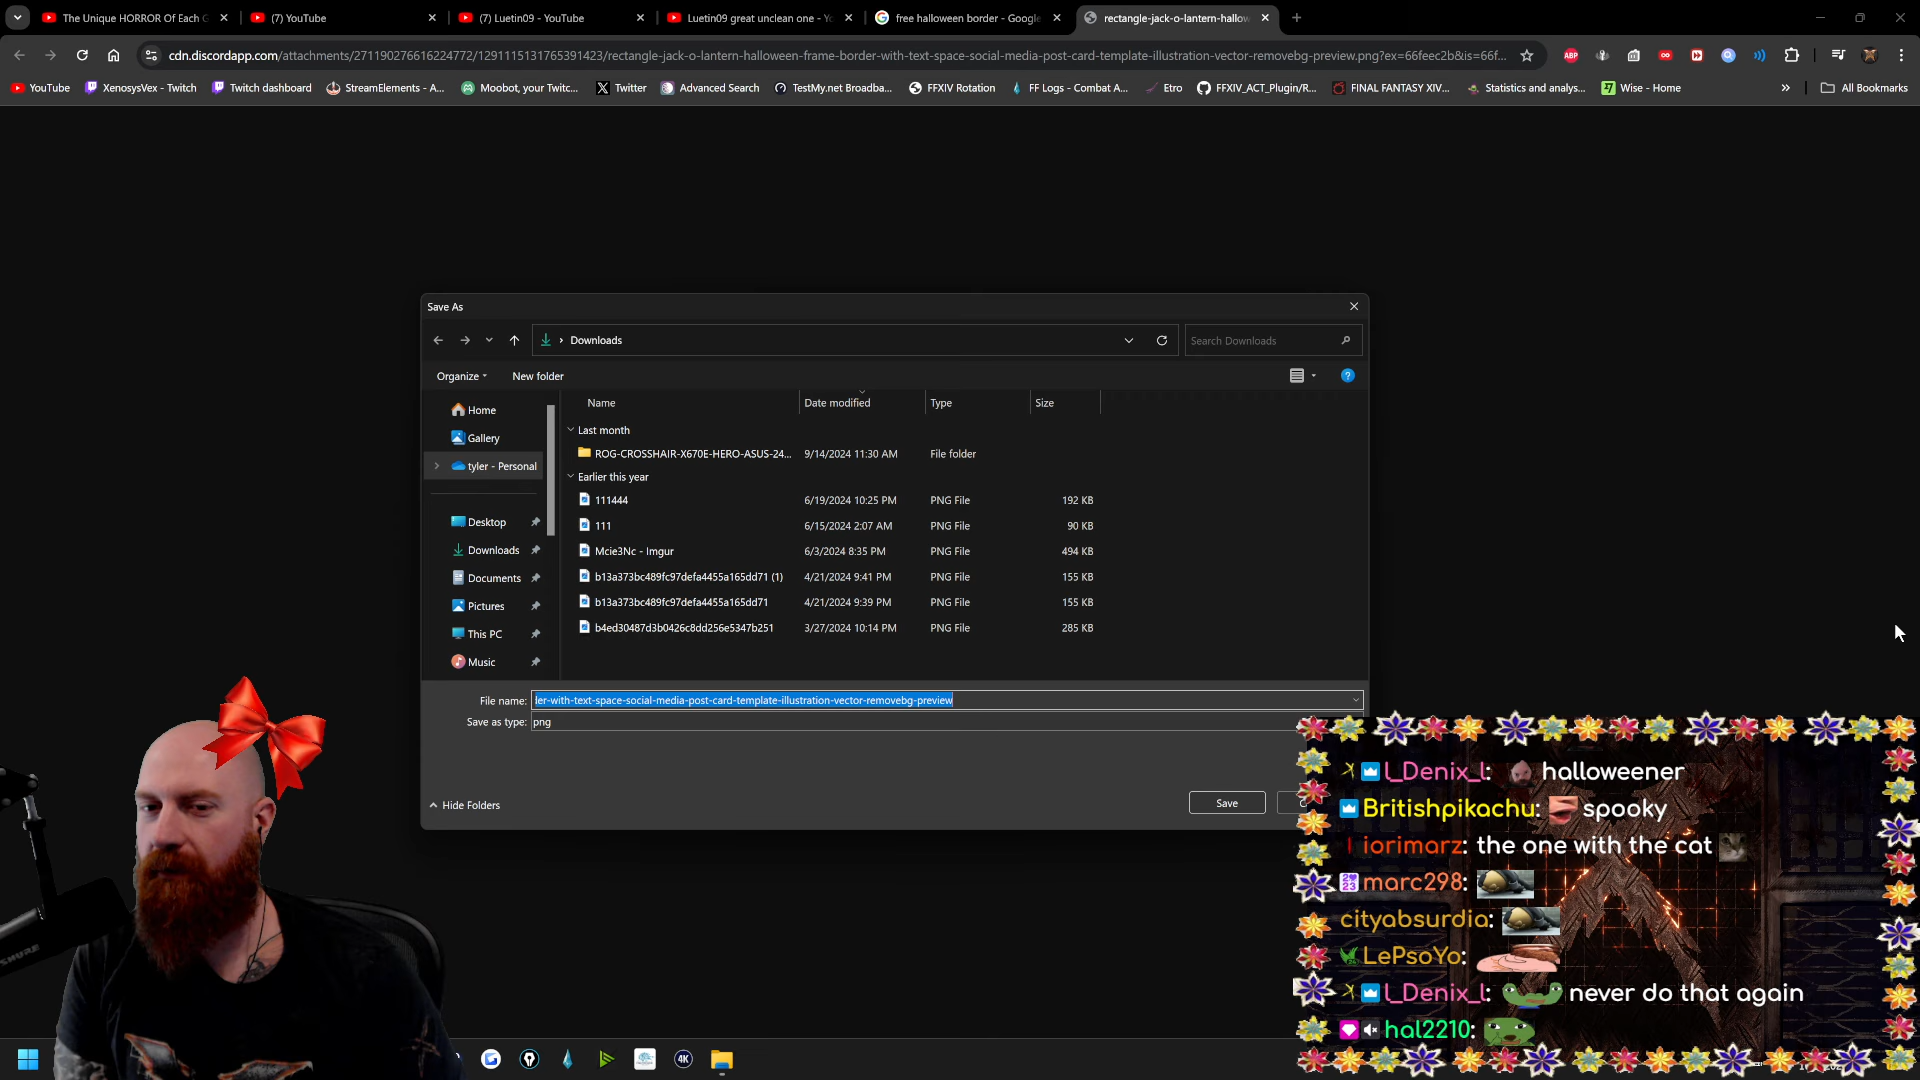 The Unique HORROR Of Each G
(7) YouTube
(7) Luetin09 - YouTube
Luetin09 great unclean one - Yo
free halloween border - Google
rectangle-jack-o-lantern-hallow
cdn.discordapp.com/attachments/271190276616224772/1291115131765391423/rectangle-jack-o-lantern-halloween-frame-border-with-text-space-social-media-post-card-template-illustration-vector-removebg-preview.png?ex=66feec2b&is=66f...
YouTube
XenosysVex - Twitch
Twitch dashboard
StreamElements - A...
Moobot, your Twitc...
Twitter
Advanced Search
TestMy.net Broadba...
FFXIV Rotation
FF Logs - Combat A...
Etro
FFXIV_ACT_Plugin/R...
FINAL FANTASY XIV...
Statistics and analys...
Wise - Home
All Bookmarks
Save As
Downloads
Search Downloads
Organize
New folder
Name
Date modified
Type
Size
Home
Gallery
tyler - Personal
Desktop
Downloads
Documents
Pictures
This PC
Music
Last month
ROG-CROSSHAIR-X670E-HERO-ASUS-24... 9/14/2024 11:30 AM File folder
Earlier this year
111444 6/19/2024 10:25 PM PNG File 192 KB
111 6/15/2024 2:07 AM PNG File 90 KB
Mcie3Nc - Imgur 6/3/2024 8:35 PM PNG File 494 KB
b13a373bc489fc97defa4455a165dd71 (1) 4/21/2024 9:41 PM PNG File 155 KB
b13a373bc489fc97defa4455a165dd71 4/21/2024 9:39 PM PNG File 155 KB
b4ed30487d3b0426c8dd256e5347b251 3/27/2024 10:14 PM PNG File 285 KB
File name: ler-with-text-space-social-media-post-card-template-illustration-vector-removebg-preview
Save as type: png
Hide Folders
Save
l_Denix_l: halloweener
Britishpikachu: spooky
iorimarz: the one with the cat
marc298:
cityabsurdia:
LePsoYo:
l_Denix_l: never do that again
hal2210:
SHURE
4K